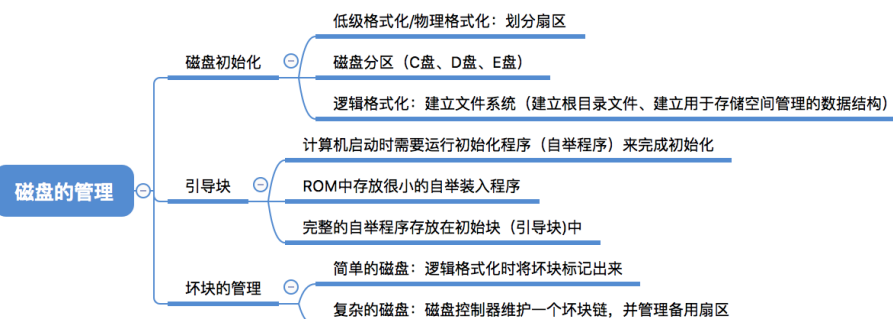 磁盘的管理
磁盘初始化
低级格式化/物理格式化：划分扇区
磁盘分区（C盘、D盘、E盘）
逻辑格式化：建立文件系统（建立根目录文件、建立用于存储空间管理的数据结构）
引导块
计算机启动时需要运行初始化程序（自举程序）来完成初始化
ROM中存放很小的自举装入程序
完整的自举程序存放在初始块（引导块)中
坏块的管理
简单的磁盘：逻辑格式化时将坏块标记出来
复杂的磁盘：磁盘控制器维护一个坏块链，并管理备用扇区